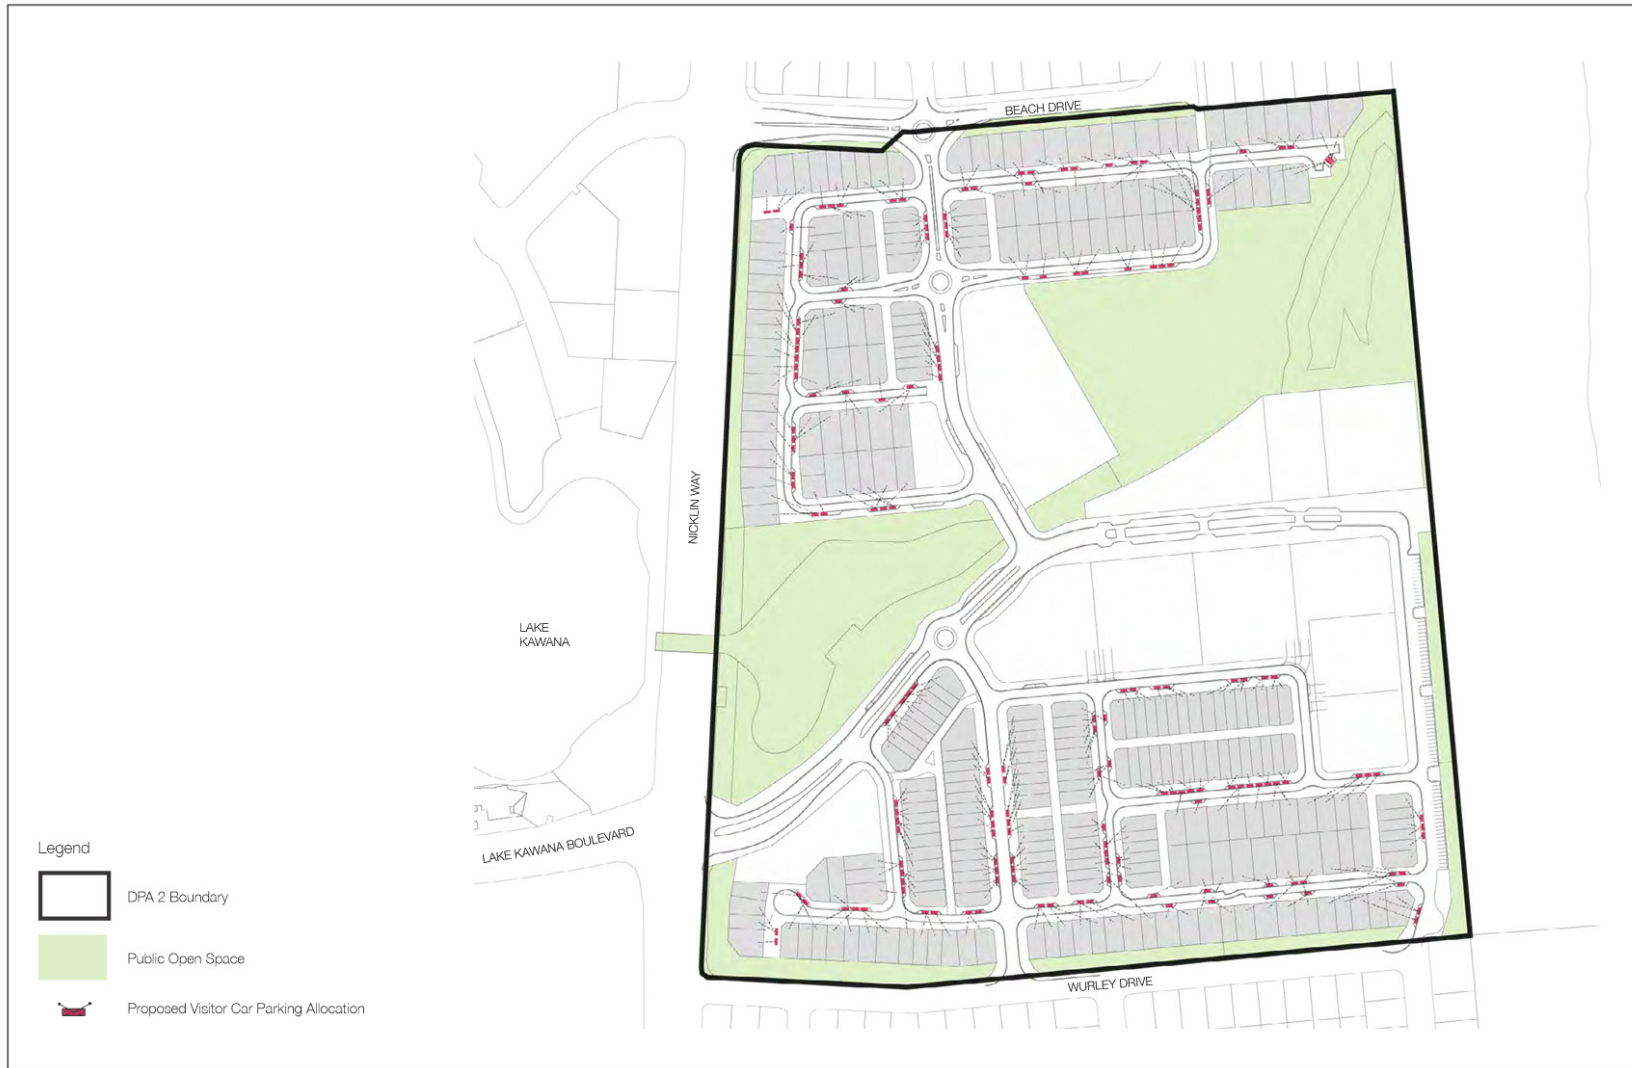 BEACH DRIVE
NICKLIN WAY
LAKE
KAWANA
LAKE KAWANA BOULEVARD
WURLEY DRIVE
Legend
DPA 2 Boundary
Public Open Space
Proposed Visitor Car Parking Allocation